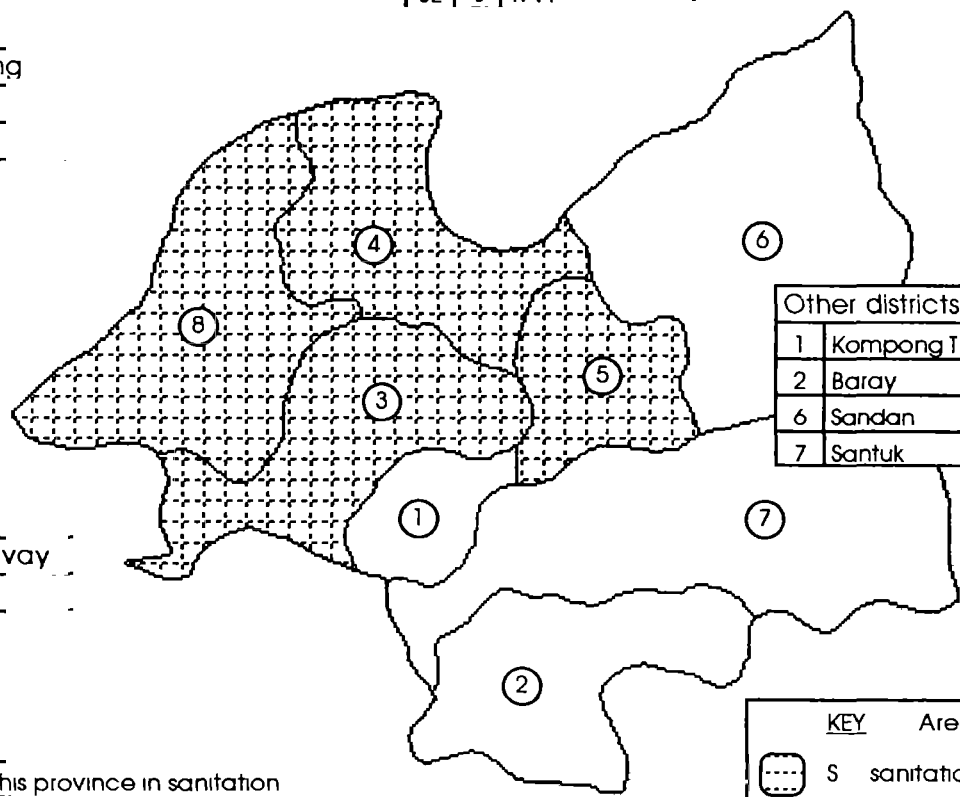 ng
4
6
8
Other districts
1 Kompong T
2 Baray
6 Sandan
7 Santuk
5
3
1
7
vay
2
KEY Are
S sanitatio
his province in sanitation